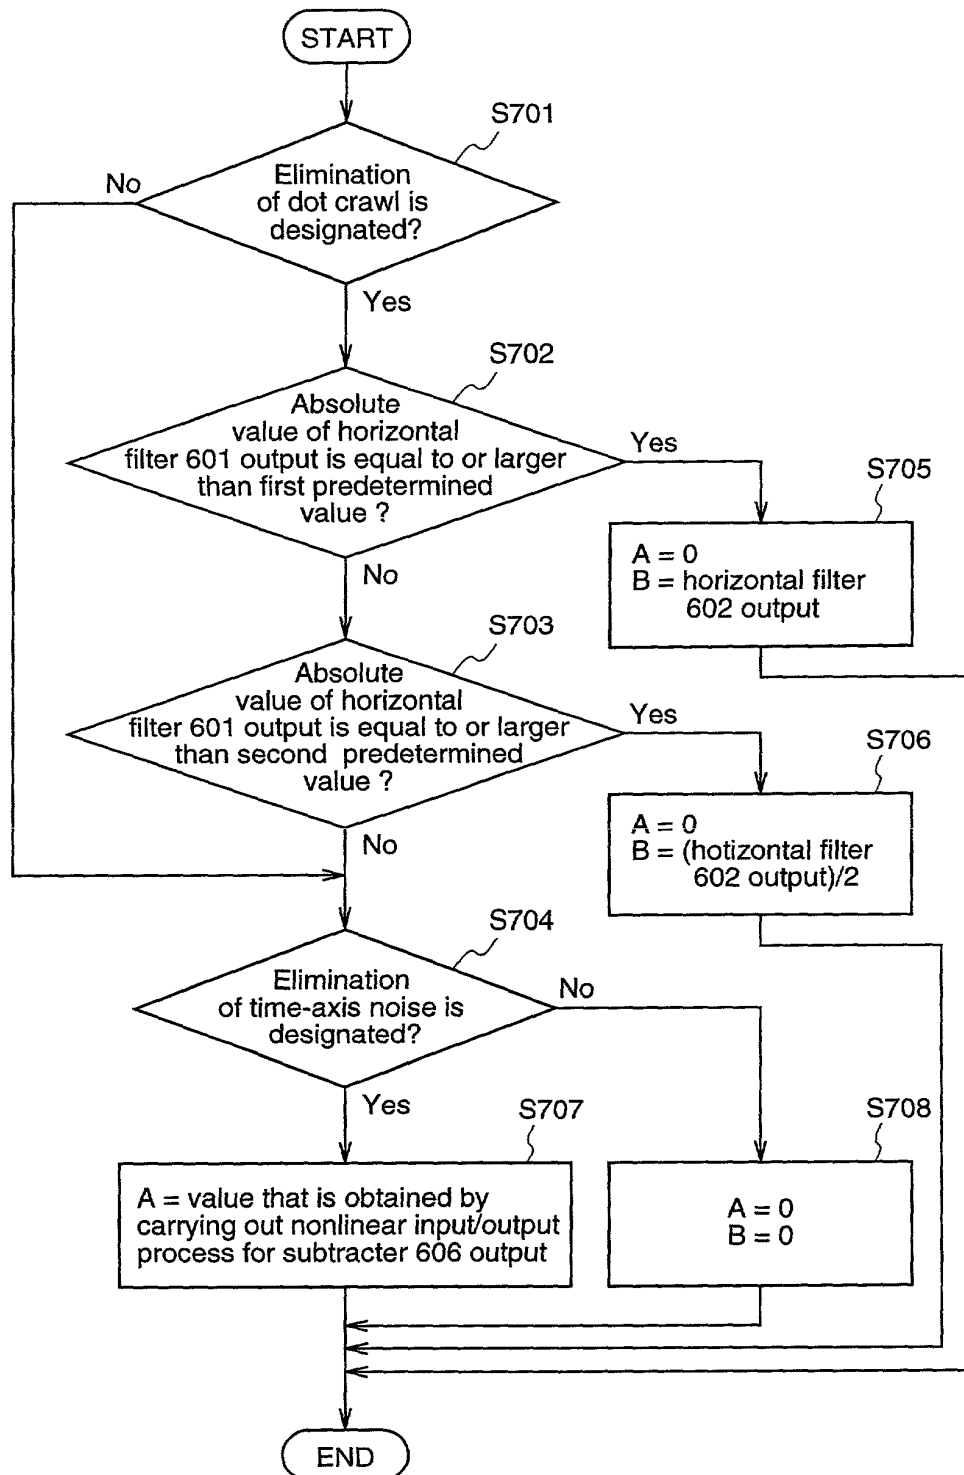 START
S701
Elimination
of dot crawl is
designated?
No
Yes
S702
Absolute
value of horizontal
filter 601 output is equal to or larger
than first predetermined
value ?
Yes
No
S705
A = 0
B = horizontal filter
602 output
S703
Absolute
value of horizontal
filter 601 output is equal to or larger
than second predetermined
value ?
Yes
No
S706
A = 0
B = (hotizontal filter
602 output)/2
S704
Elimination
of time-axis noise is
designated?
No
Yes
S707
A = value that is obtained by
carrying out nonlinear input/output
process for subtracter 606 output
S708
A = 0
B = 0
END